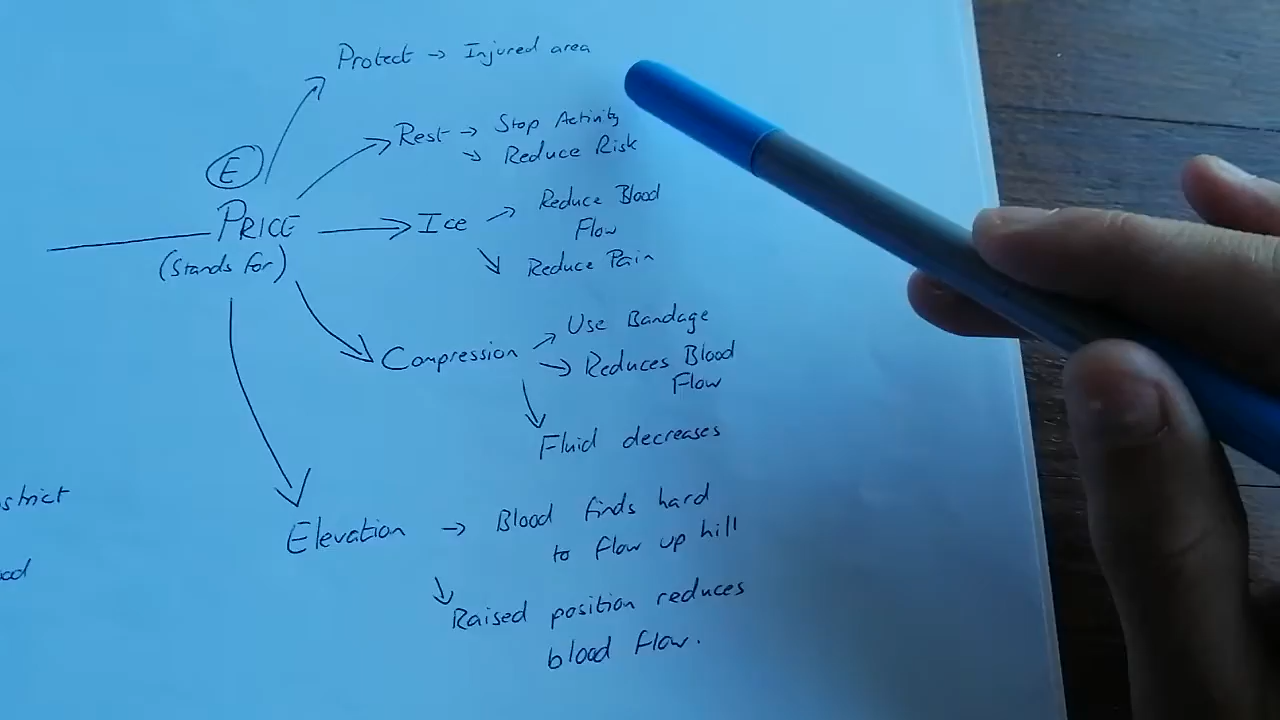 Protect → Injured area
Rest → Stop Activity
↘ Reduce Risk
E
PRICE
(Stands for)
Ice → Reduce Blood
Flow
↘ Reduce Pain
Compression → Use Bandage
→ Reduces Blood
Flow
Fluid decreases
Elevation → Blood finds hard
to flow up hill
Raised position reduces
blood flow.